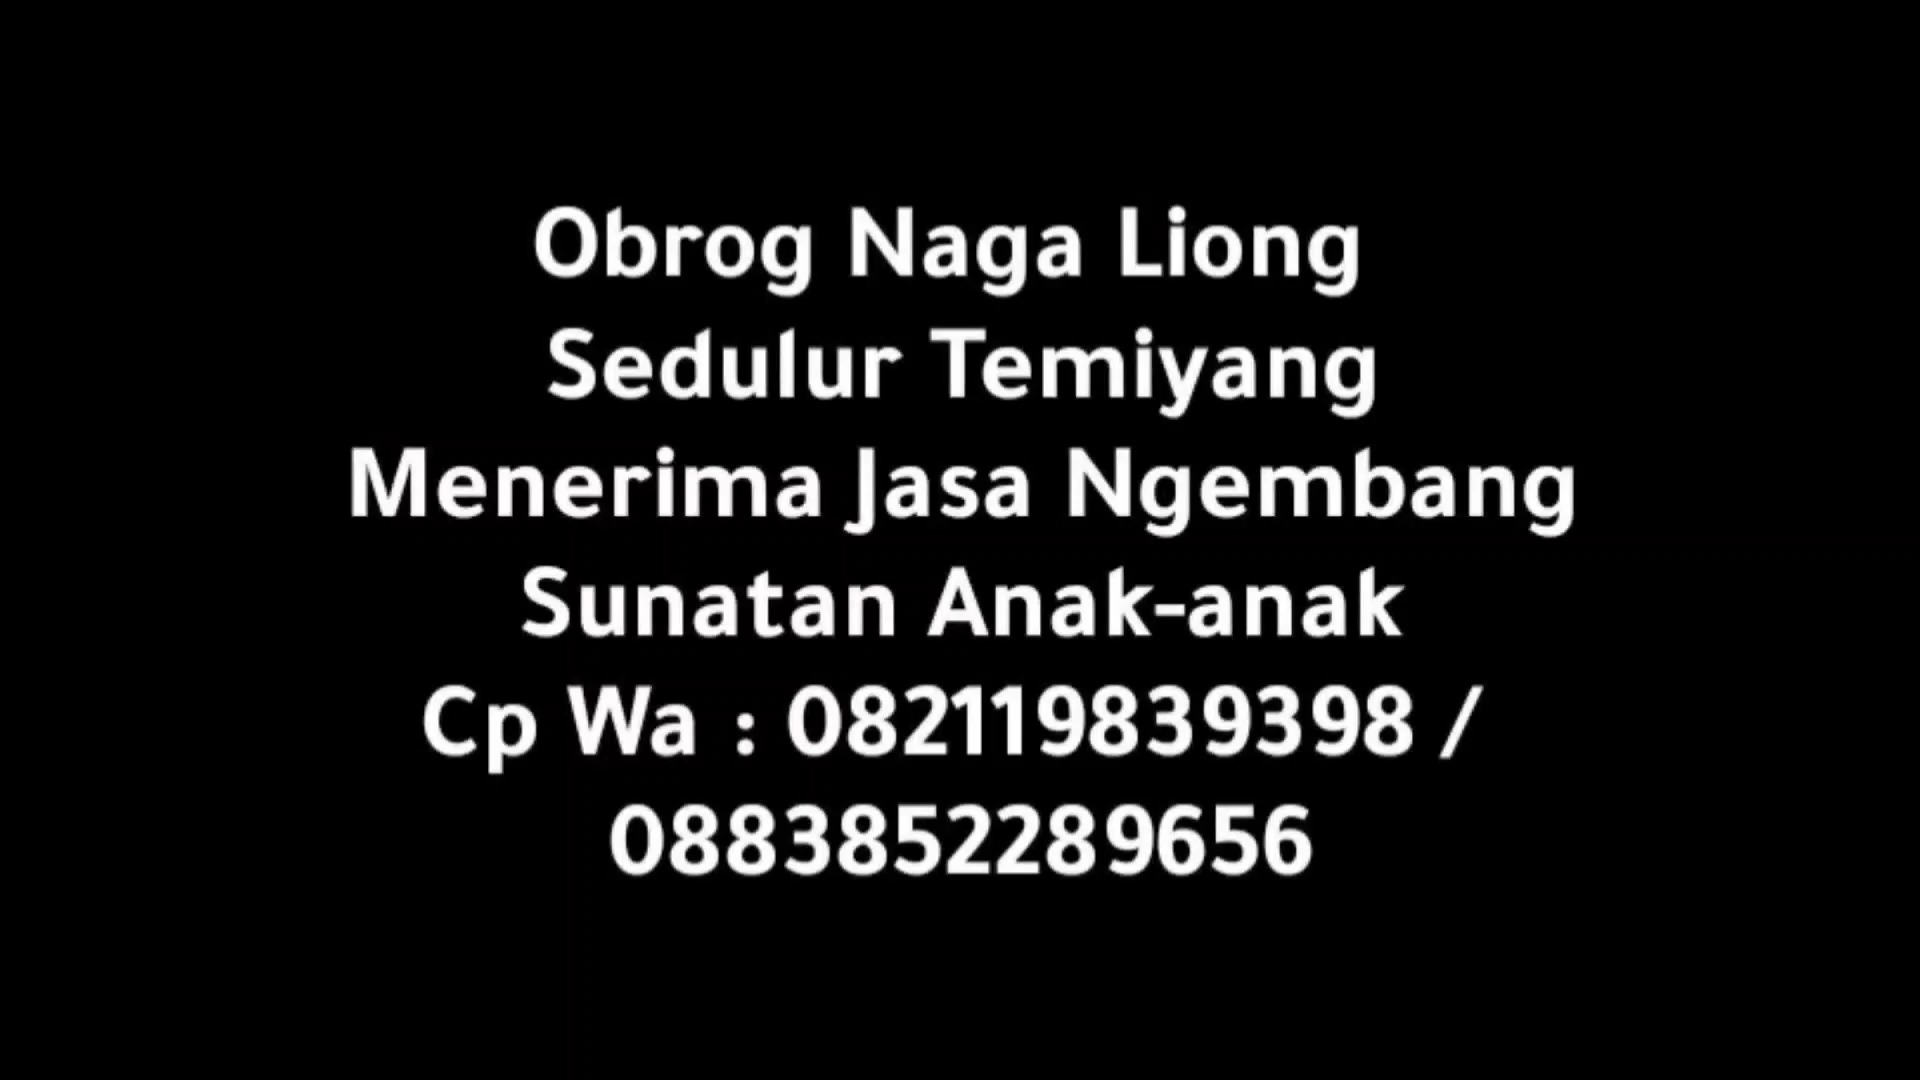 Obrog Naga Liong
Sedulur Temiyang
Menerima Jasa Ngembang
Sunatan Anak-anak
Cp Wa : 082119839398 /
0883852289656